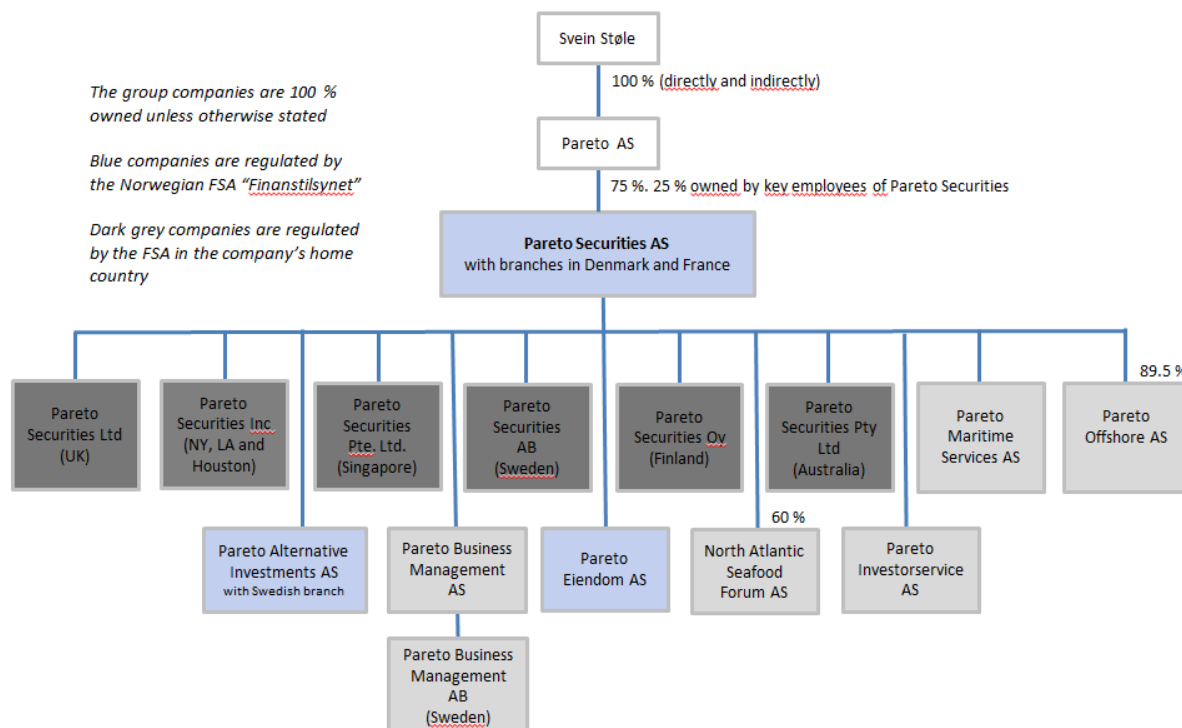 Svein Støle
100 % (directly and indirectly)
The group companies are 100 %
owned unless otherwise stated
Blue companies are regulated by
the Norwegian FSA “Finanstilsynet”
Dark grey companies are regulated
by the FSA in the company’s home
country
Pareto AS
75 %. 25 % owned by key employees of Pareto Securities
Pareto Securities AS
with branches in Denmark and France
Pareto
Securities Ltd
(UK)
Pareto
Securities Inc
(NY, LA and
Houston)
Pareto
Securities
Pte. Ltd.
(Singapore)
Pareto
Securities
AB
(Sweden)
Pareto
Securities Oy
(Finland)
Pareto
Securities Pty
Ltd
(Australia)
Pareto
Maritime
Services AS
89.5 %
Pareto
Offshore AS
Pareto Alternative
Investments AS
with Swedish branch
Pareto Business
Management
AS
Pareto
Eiendom AS
60 %
North Atlantic
Seafood
Forum AS
Pareto
Investorservice
AS
Pareto Business
Management
AB
(Sweden)